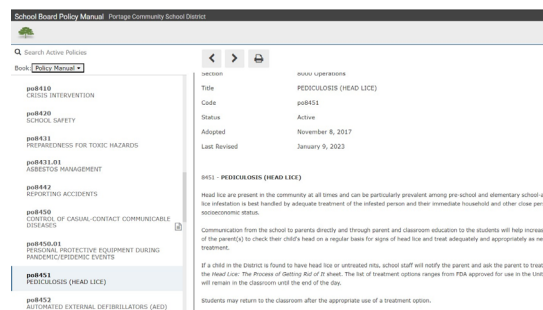 School Board Policy Manual Portage Community School District
Search Active Policies
Book: Policy Manual
po8410
CRISIS INTERVENTION
po8420
SCHOOL SAFETY
po8431
PREPAREDNESS FOR TOXIC HAZARDS
po8431.01
ASBESTOS MANAGEMENT
po8442
REPORTING ACCIDENTS
po8450
CONTROL OF CASUAL-CONTACT COMMUNICABLE
DISEASES
po8450.01
PERSONAL PROTECTIVE EQUIPMENT DURING
PANDEMIC/EPIDEMIC EVENTS
po8451
PEDICULOSIS (HEAD LICE)
po8452
AUTOMATED EXTERNAL DEFIBRILLATORS (AED)
Section 8000 Operations
Title PEDICULOSIS (HEAD LICE)
Code po8451
Status Active
Adopted November 8, 2017
Last Revised January 9, 2023
8451 - PEDICULOSIS (HEAD LICE)
Head lice are present in the community at all times and can be particularly prevalent among pre-school and elementary school-a
lice infestation is best handled by adequate treatment of the infested person and their immediate household and other close per
socioeconomic status.
Communication from the school to parents directly and through parent and classroom education to the students will help increa
of the parent(s) to check their child's head on a regular basis for signs of head lice and treat adequately and appropriately as ne
treatment.
If a child in the District is found to have head lice or untreated nits, school staff will notify the parent and ask the parent to treat
the Head Lice: The Process of Getting Rid of It sheet. The list of treatment options ranges from FDA approved for use in the Unit
will remain in the classroom until the end of the day.
Students may return to the classroom after the appropriate use of a treatment option.